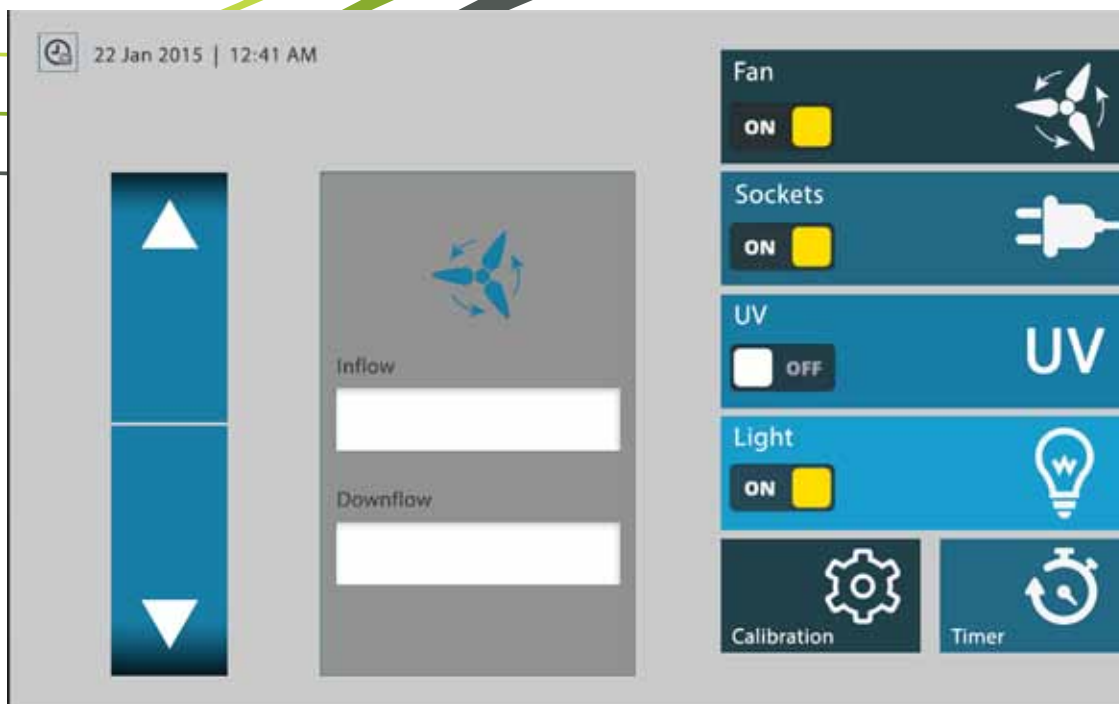 22 Jan 2015 | 12:41 AM
Fan
ON
Sockets
ON
UV
OFF
UV
Light
ON
Inflow
Downflow
Calibration
Timer